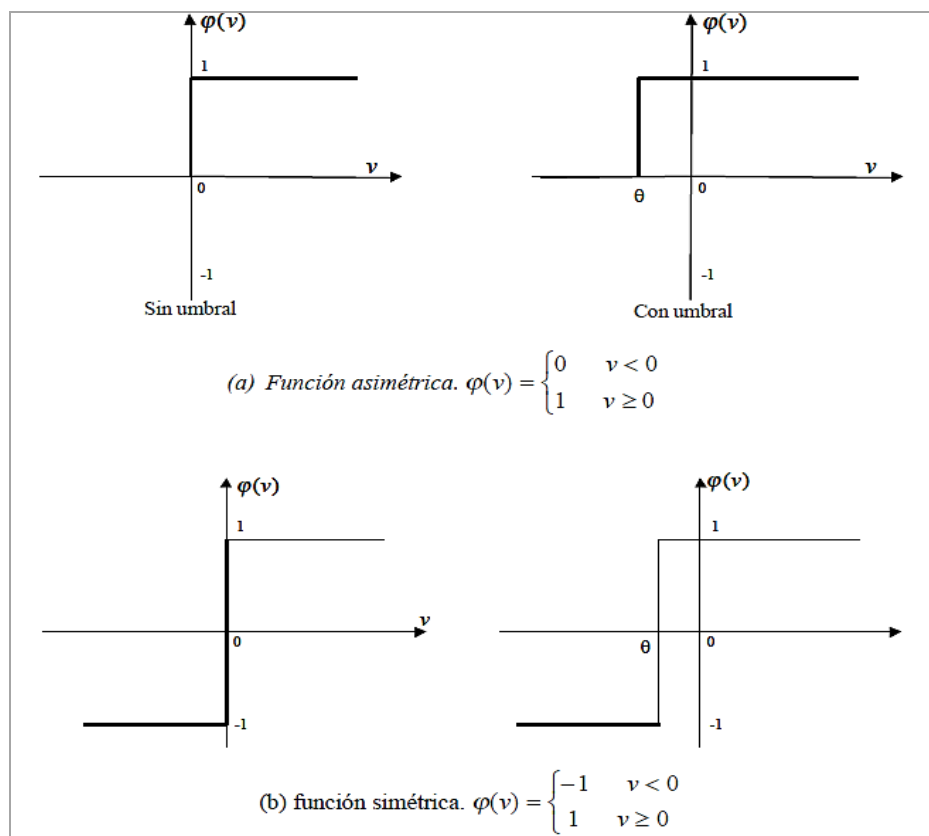 φ(v) φ(v)
1 1
v v
0 θ 0
-1 -1
Sin umbral Con umbral
(a) Función asimétrica. φ(v) = {0 v < 0
1 v ≥ 0
φ(v) φ(v)
1 1
v
0 θ 0
-1 -1
(b) función simétrica. φ(v) = {−1 v < 0
1 v ≥ 0